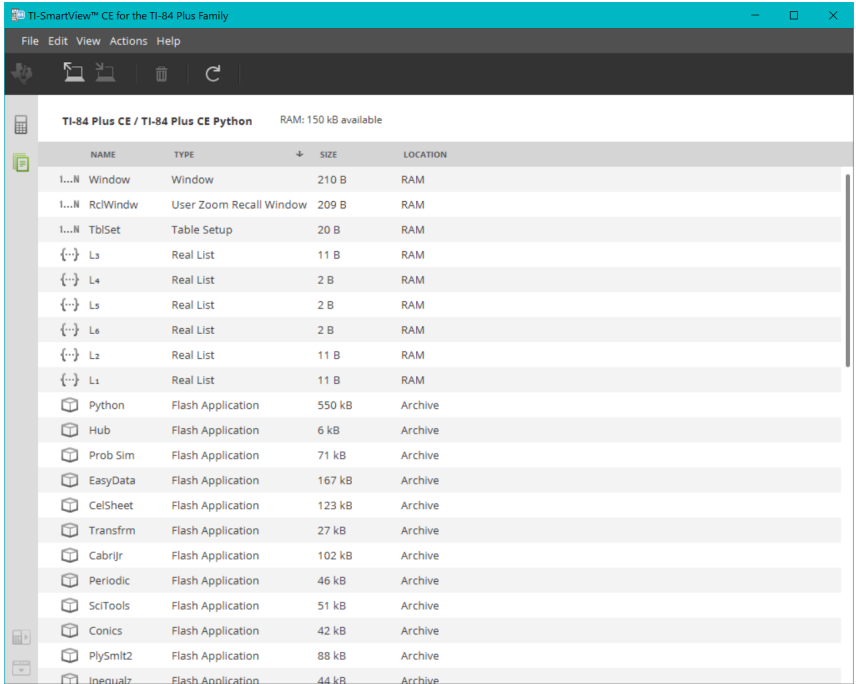 TI-SmartView™ CE for the TI-84 Plus Family
File Edit View Actions Help
TI-84 Plus CE / TI-84 Plus CE Python RAM: 150 kB available
NAME TYPE SIZE LOCATION
1...N Window Window 210 B RAM
1...N RclWindw User Zoom Recall Window 209 B RAM
1...N TblSet Table Setup 20 B RAM
{···} L₃ Real List 11 B RAM
{···} L₄ Real List 2 B RAM
{···} L₅ Real List 2 B RAM
{···} L₆ Real List 2 B RAM
{···} L₂ Real List 11 B RAM
{···} L₁ Real List 11 B RAM
Python Flash Application 550 kB Archive
Hub Flash Application 6 kB Archive
Prob Sim Flash Application 71 kB Archive
EasyData Flash Application 167 kB Archive
CelSheet Flash Application 123 kB Archive
Transfrm Flash Application 27 kB Archive
CabriJr Flash Application 102 kB Archive
Periodic Flash Application 46 kB Archive
SciTools Flash Application 51 kB Archive
Conics Flash Application 42 kB Archive
PlySmlt2 Flash Application 88 kB Archive
Inequalz Flash Application 44 kB Archive